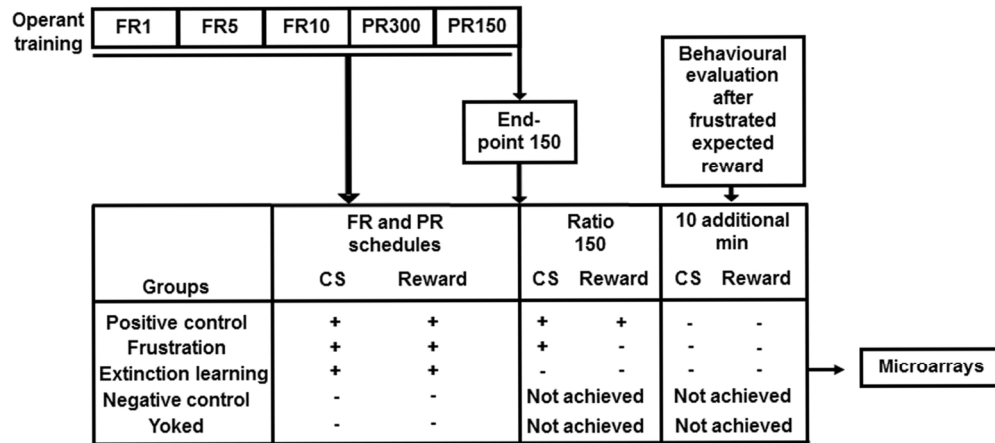 Operant training FR1 FR5 FR10 PR300 PR150
End-point 150
Behavioural
evaluation
after
frustrated
expected
reward
FR and PR schedules Ratio 150 10 additional min
Groups CS Reward CS Reward CS Reward
Positive control + + + + - -
Frustration + + + - - -
Extinction learning + + - - - -
Negative control - - Not achieved Not achieved
Yoked - - Not achieved Not achieved
Microarrays